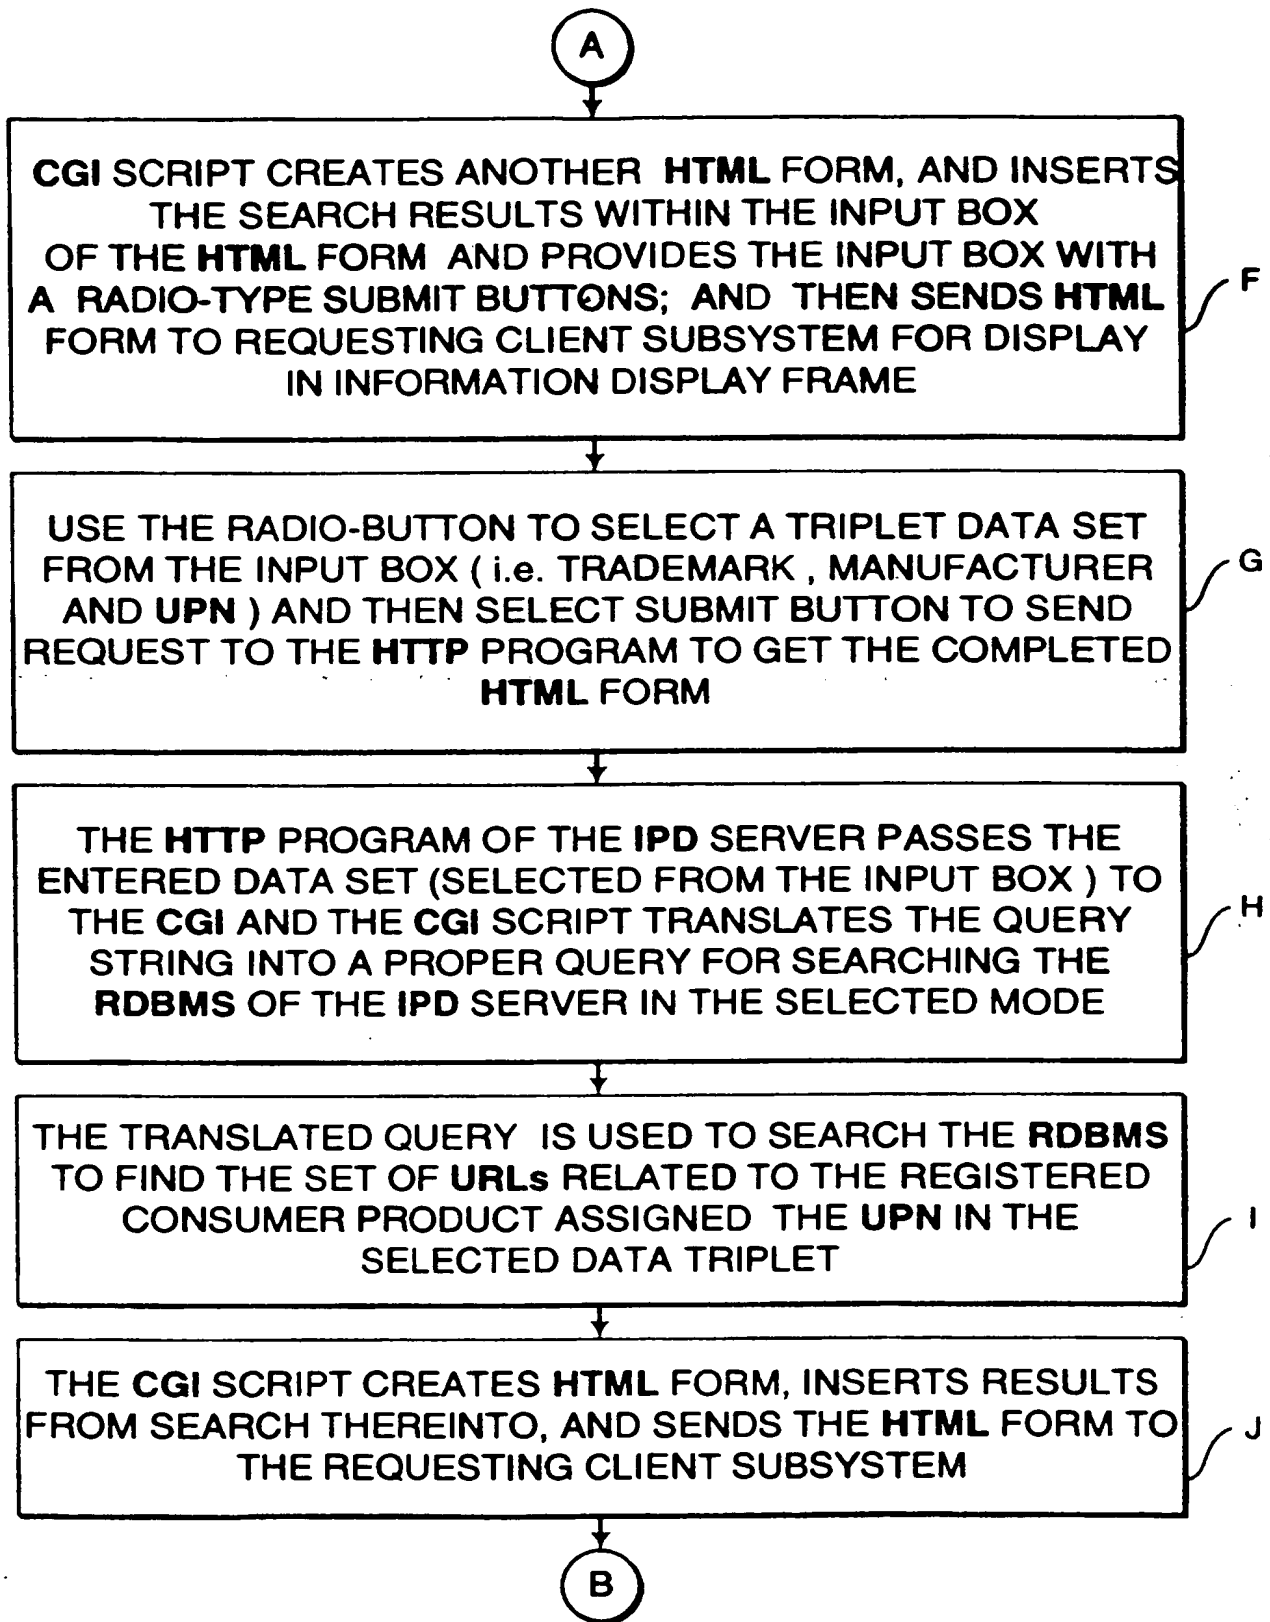 A
CGI SCRIPT CREATES ANOTHER HTML FORM, AND INSERTS
THE SEARCH RESULTS WITHIN THE INPUT BOX
OF THE HTML FORM AND PROVIDES THE INPUT BOX WITH
A RADIO-TYPE SUBMIT BUTTONS; AND THEN SENDS HTML
FORM TO REQUESTING CLIENT SUBSYSTEM FOR DISPLAY
IN INFORMATION DISPLAY FRAME
F
USE THE RADIO-BUTTON TO SELECT A TRIPLET DATA SET
FROM THE INPUT BOX ( i.e. TRADEMARK , MANUFACTURER
AND UPN ) AND THEN SELECT SUBMIT BUTTON TO SEND
REQUEST TO THE HTTP PROGRAM TO GET THE COMPLETED
HTML FORM
G
THE HTTP PROGRAM OF THE IPD SERVER PASSES THE
ENTERED DATA SET (SELECTED FROM THE INPUT BOX ) TO
THE CGI AND THE CGI SCRIPT TRANSLATES THE QUERY
STRING INTO A PROPER QUERY FOR SEARCHING THE
RDBMS OF THE IPD SERVER IN THE SELECTED MODE
H
THE TRANSLATED QUERY IS USED TO SEARCH THE RDBMS
TO FIND THE SET OF URLs RELATED TO THE REGISTERED
CONSUMER PRODUCT ASSIGNED THE UPN IN THE
SELECTED DATA TRIPLET
I
THE CGI SCRIPT CREATES HTML FORM, INSERTS RESULTS
FROM SEARCH THEREINTO, AND SENDS THE HTML FORM TO
THE REQUESTING CLIENT SUBSYSTEM
J
B